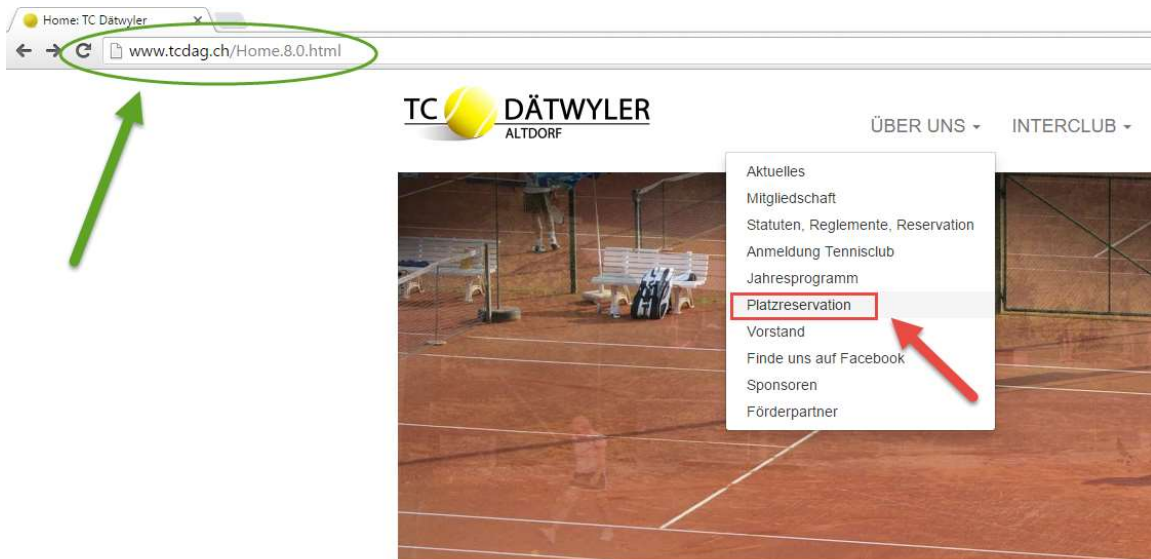 Home: TC Dätwyler
www.tcdag.ch/Home.8.0.html
TC DÄTWYLER
ALTDORF
ÜBER UNS
INTERCLUB
Aktuelles
Mitgliedschaft
Statuten, Reglemente, Reservation
Anmeldung Tennisclub
Jahresprogramm
Platzreservation
Vorstand
Finde uns auf Facebook
Sponsoren
Förderpartner